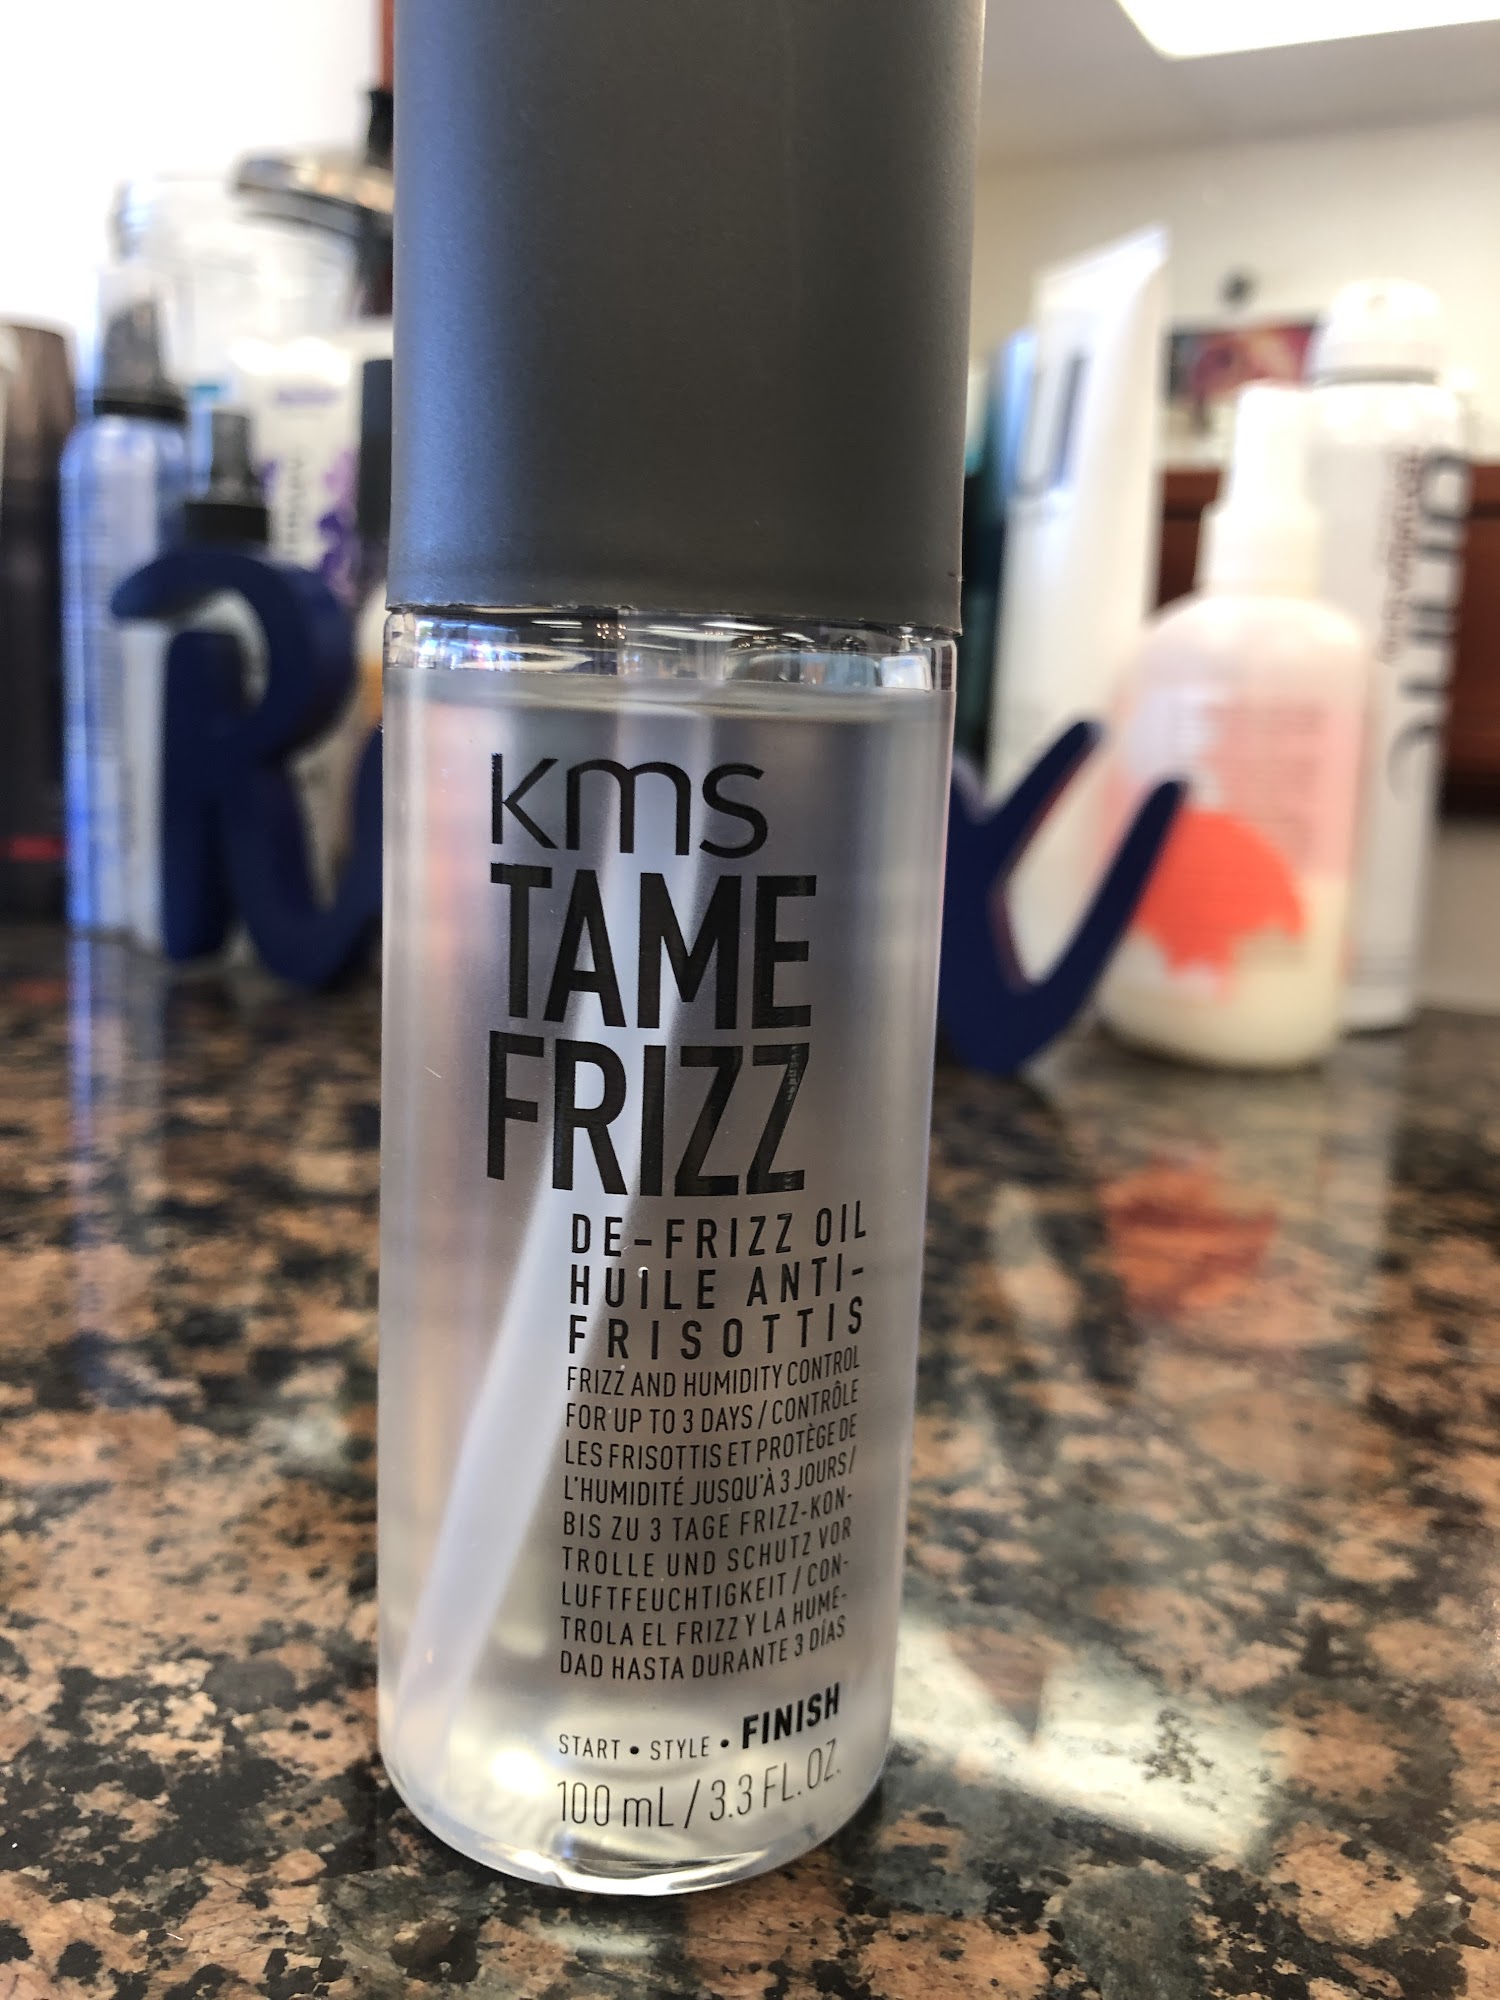 kms
TAME
FRIZZ
DE-FRIZZ OIL
HUILE ANTI-
FRISOTTIS
FRIZZ AND HUMIDITY CONTROL
FOR UP TO 3 DAYS / CONTRÔLE
LES FRISOTTIS ET PROTÈGE DE
L'HUMIDITÉ JUSQU'À 3 JOURS/
BIS ZU 3 TAGE FRIZZ-KON-
TROLLE UND SCHUTZ VOR
LUFTFEUCHTIGKEIT / CON-
TROLA EL FRIZZ Y LA HUME-
DAD HASTA DURANTE 3 DÍAS
START • STYLE • FINISH
100 mL / 3.3 FL.OZ.